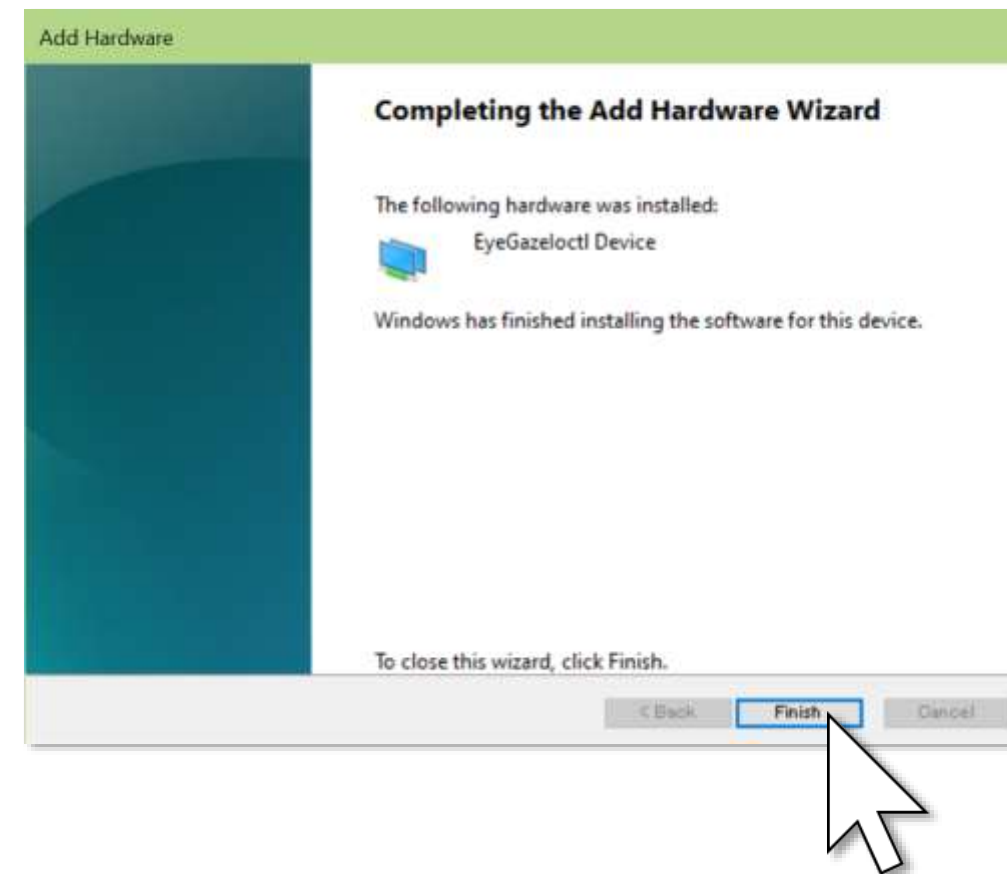 Add Hardware
Completing the Add Hardware Wizard
The following hardware was installed:
EyeGazeIoctl Device
Windows has finished installing the software for this device.
To close this wizard, click Finish.
< Back Finish Cancel